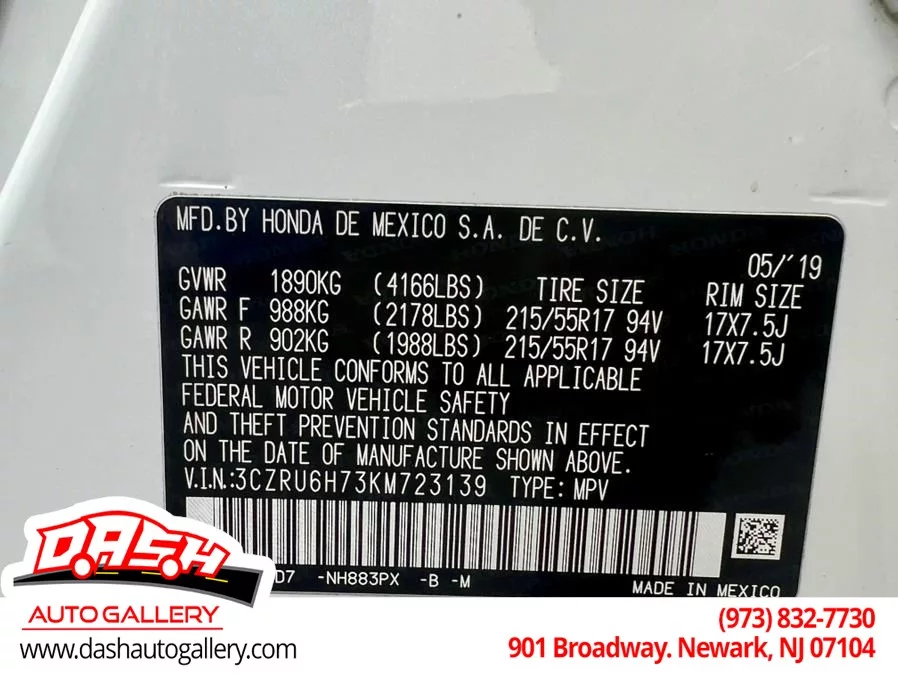 MFD.BY HONDA DE MEXICO S.A. DE C.V.
05/'19
GVWR 1890KG (4166LBS) TIRE SIZE RIM SIZE
GAWR F 988KG (2178LBS) 215/55R17 94V 17X7.5J
GAWR R 902KG (1988LBS) 215/55R17 94V 17X7.5J
THIS VEHICLE CONFORMS TO ALL APPLICABLE
FEDERAL MOTOR VEHICLE SAFETY
AND THEFT PREVENTION STANDARDS IN EFFECT
ON THE DATE OF MANUFACTURE SHOWN ABOVE.
V.I.N:3CZRU6H73KM723139 TYPE: MPV
D7 -NH883PX -B -M
MADE IN MEXICO
DASH
AUTO GALLERY
www.dashautogallery.com
(973) 832-7730
901 Broadway. Newark, NJ 07104